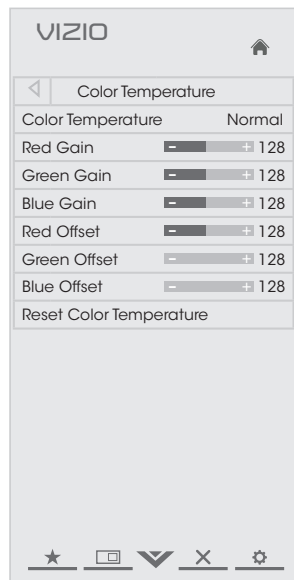 VIZIO
Color Temperature
Color Temperature Normal
Red Gain - + 128
Green Gain - + 128
Blue Gain - + 128
Red Offset - + 128
Green Offset - + 128
Blue Offset - + 128
Reset Color Temperature